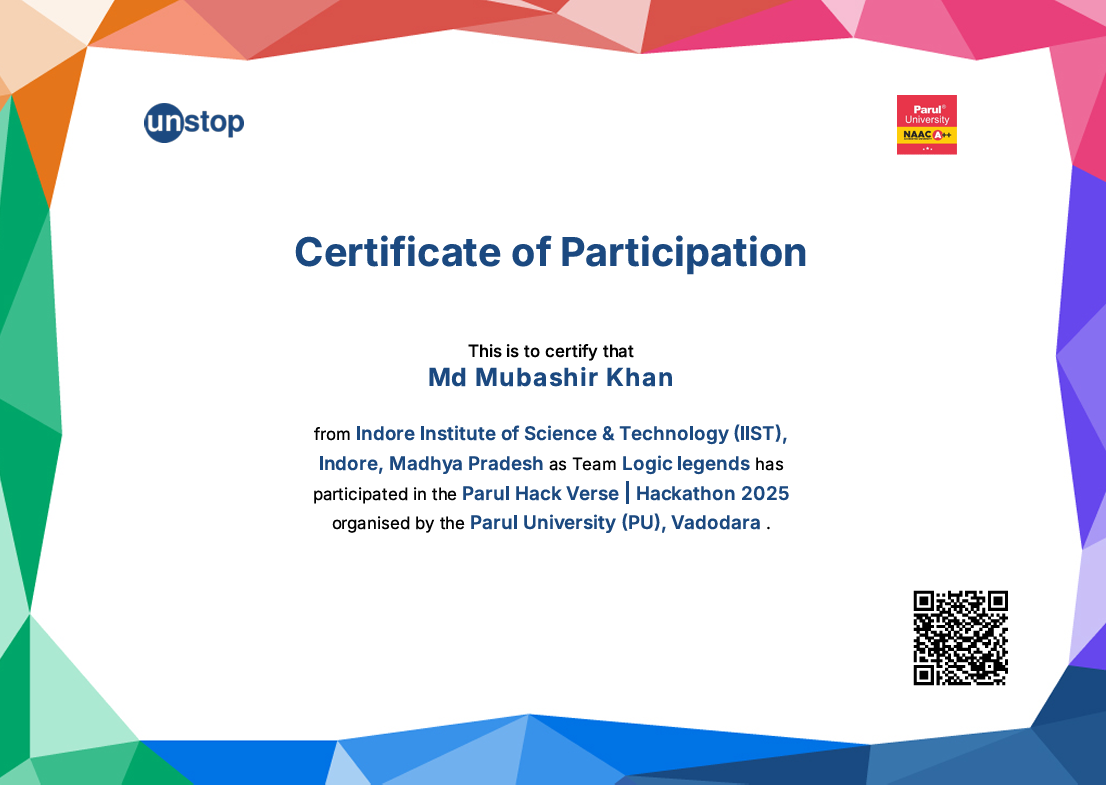 unstop
Parul®
University
NAAC A++
Certificate of Participation
This is to certify that
Md Mubashir Khan
from Indore Institute of Science & Technology (IIST),
Indore, Madhya Pradesh as Team Logic legends has
participated in the Parul Hack Verse | Hackathon 2025
organised by the Parul University (PU), Vadodara .